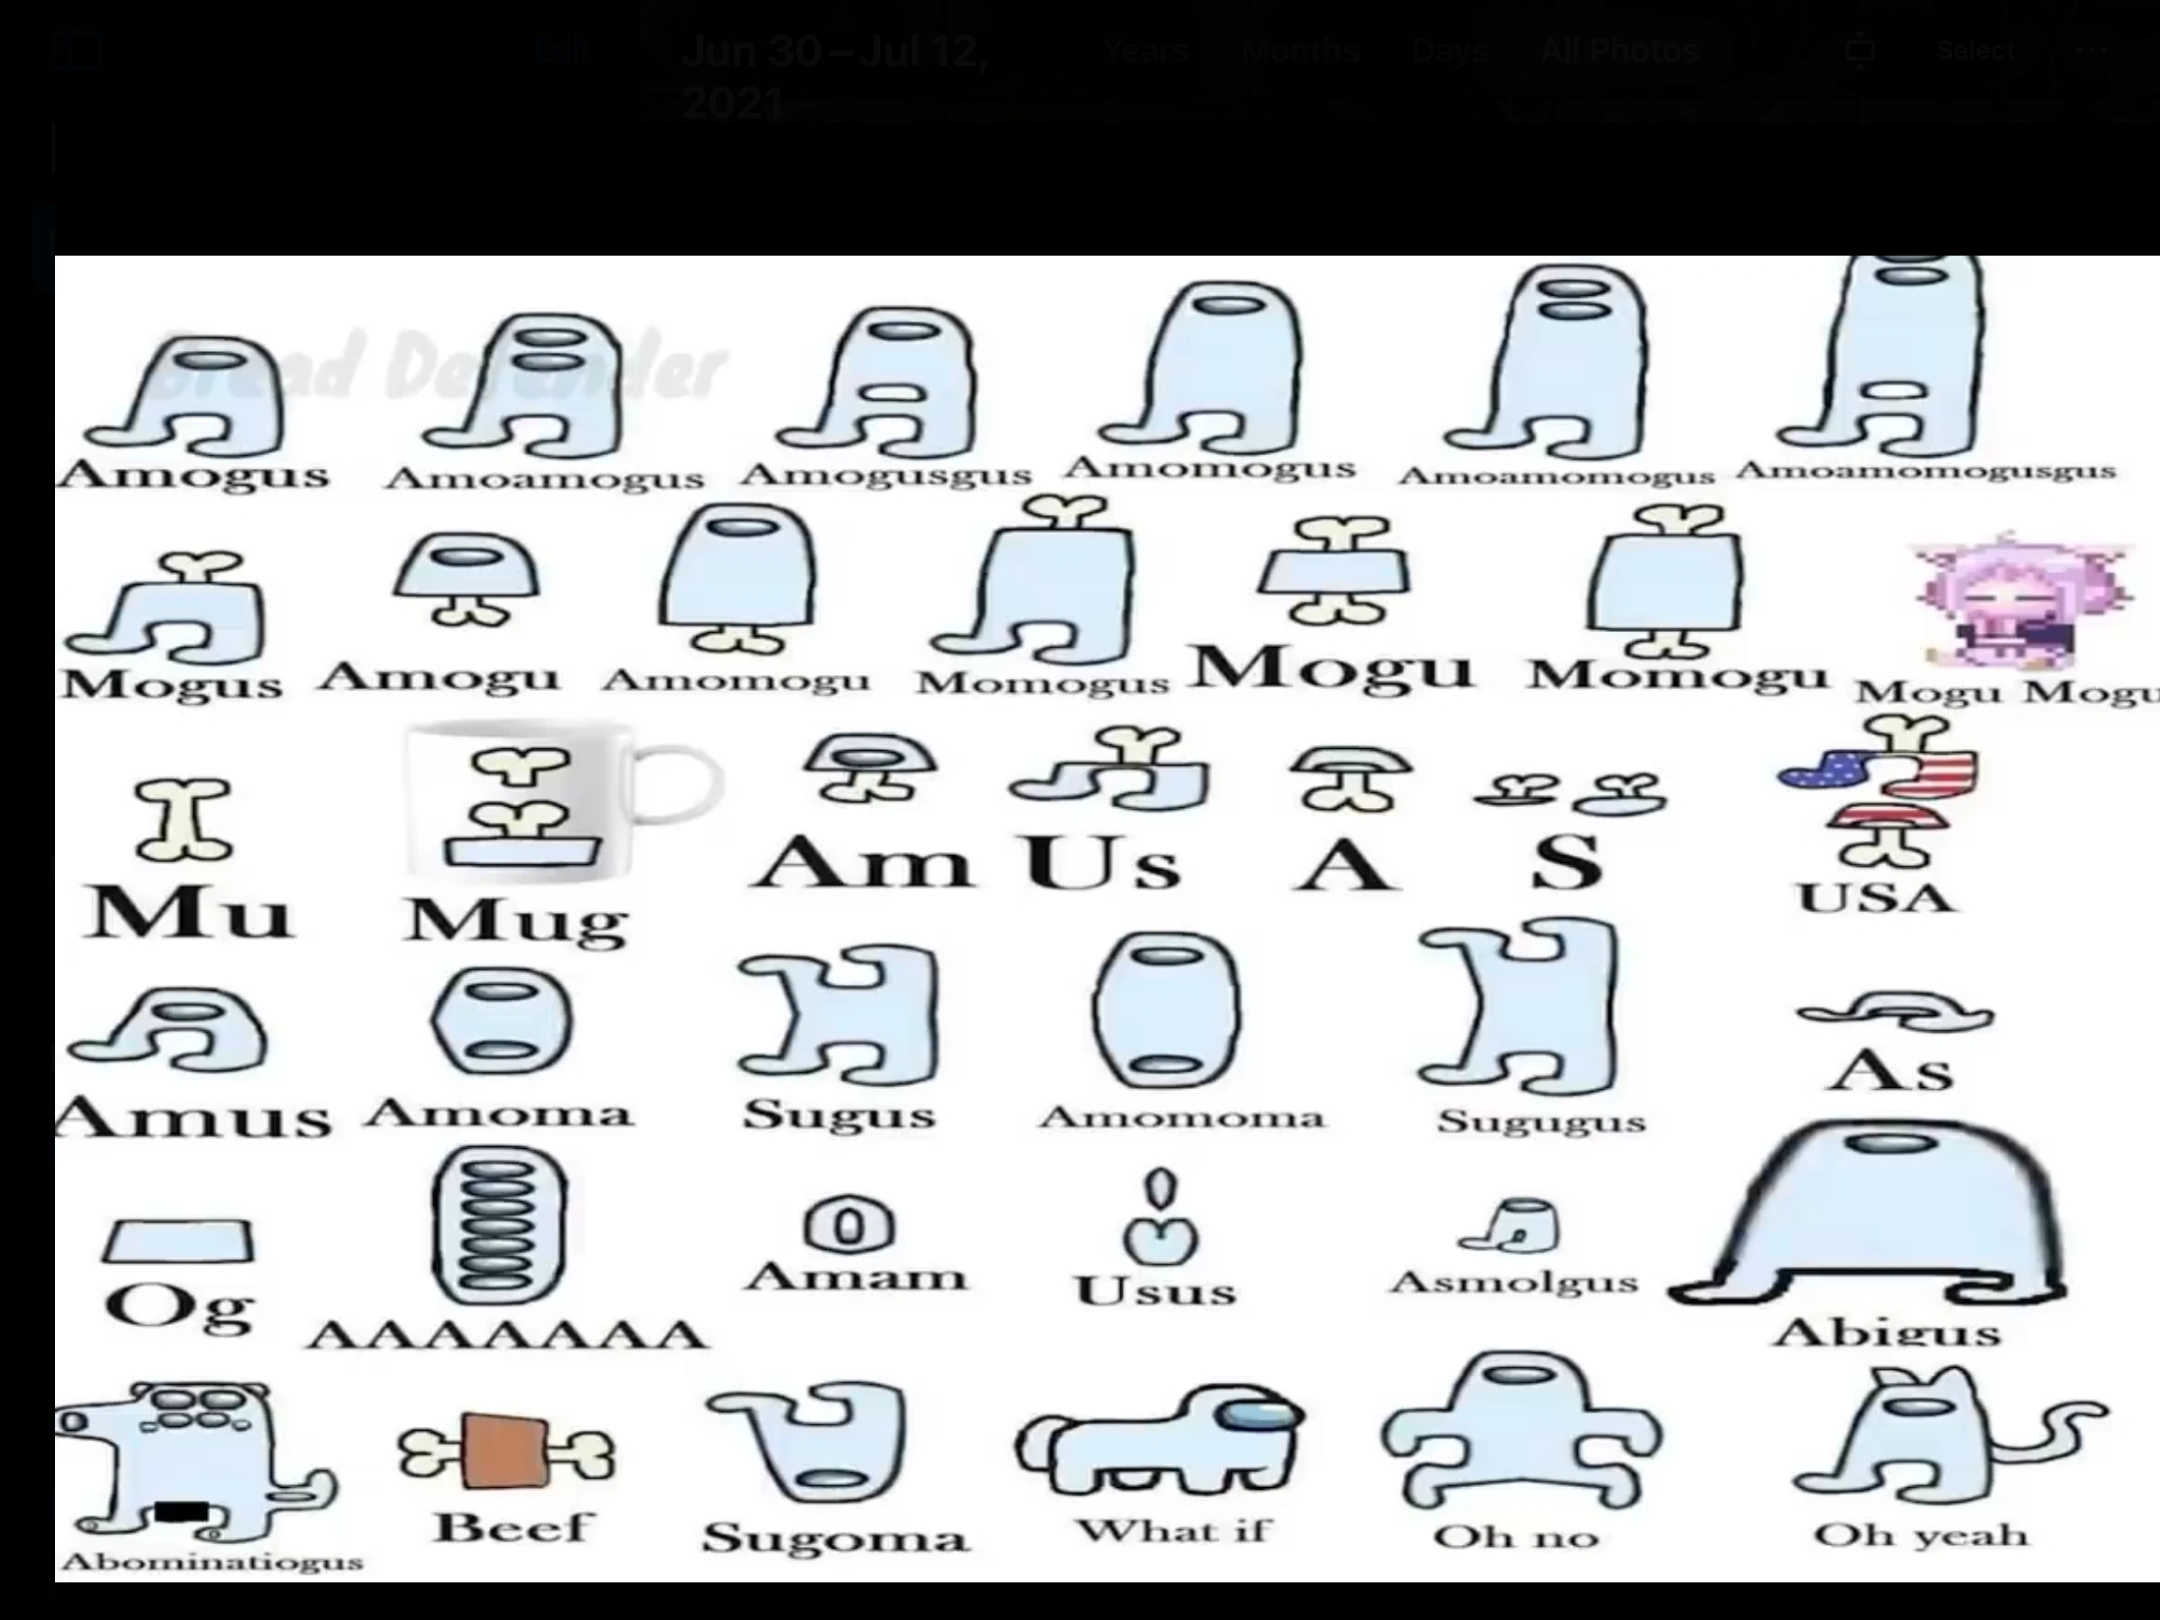 Edit
Jun 30 – Jul 12, 2021
Years Months Days All Photos
Select
Bread Defender
Amogus Amoamogus Amogusgus Amomogus Amoamomogus Amoamomogusgus
Mogus Amogu Amomogu Momogus Mogu Momogu Mogu Mogu
Mu Mug Am Us A S USA
Amus Amoma Sugus Amomoma Sugugus As
Og AAAAAAA Amam Usus Asmolgus Abigus
Abominatiogus Beef Sugoma What if Oh no Oh yeah